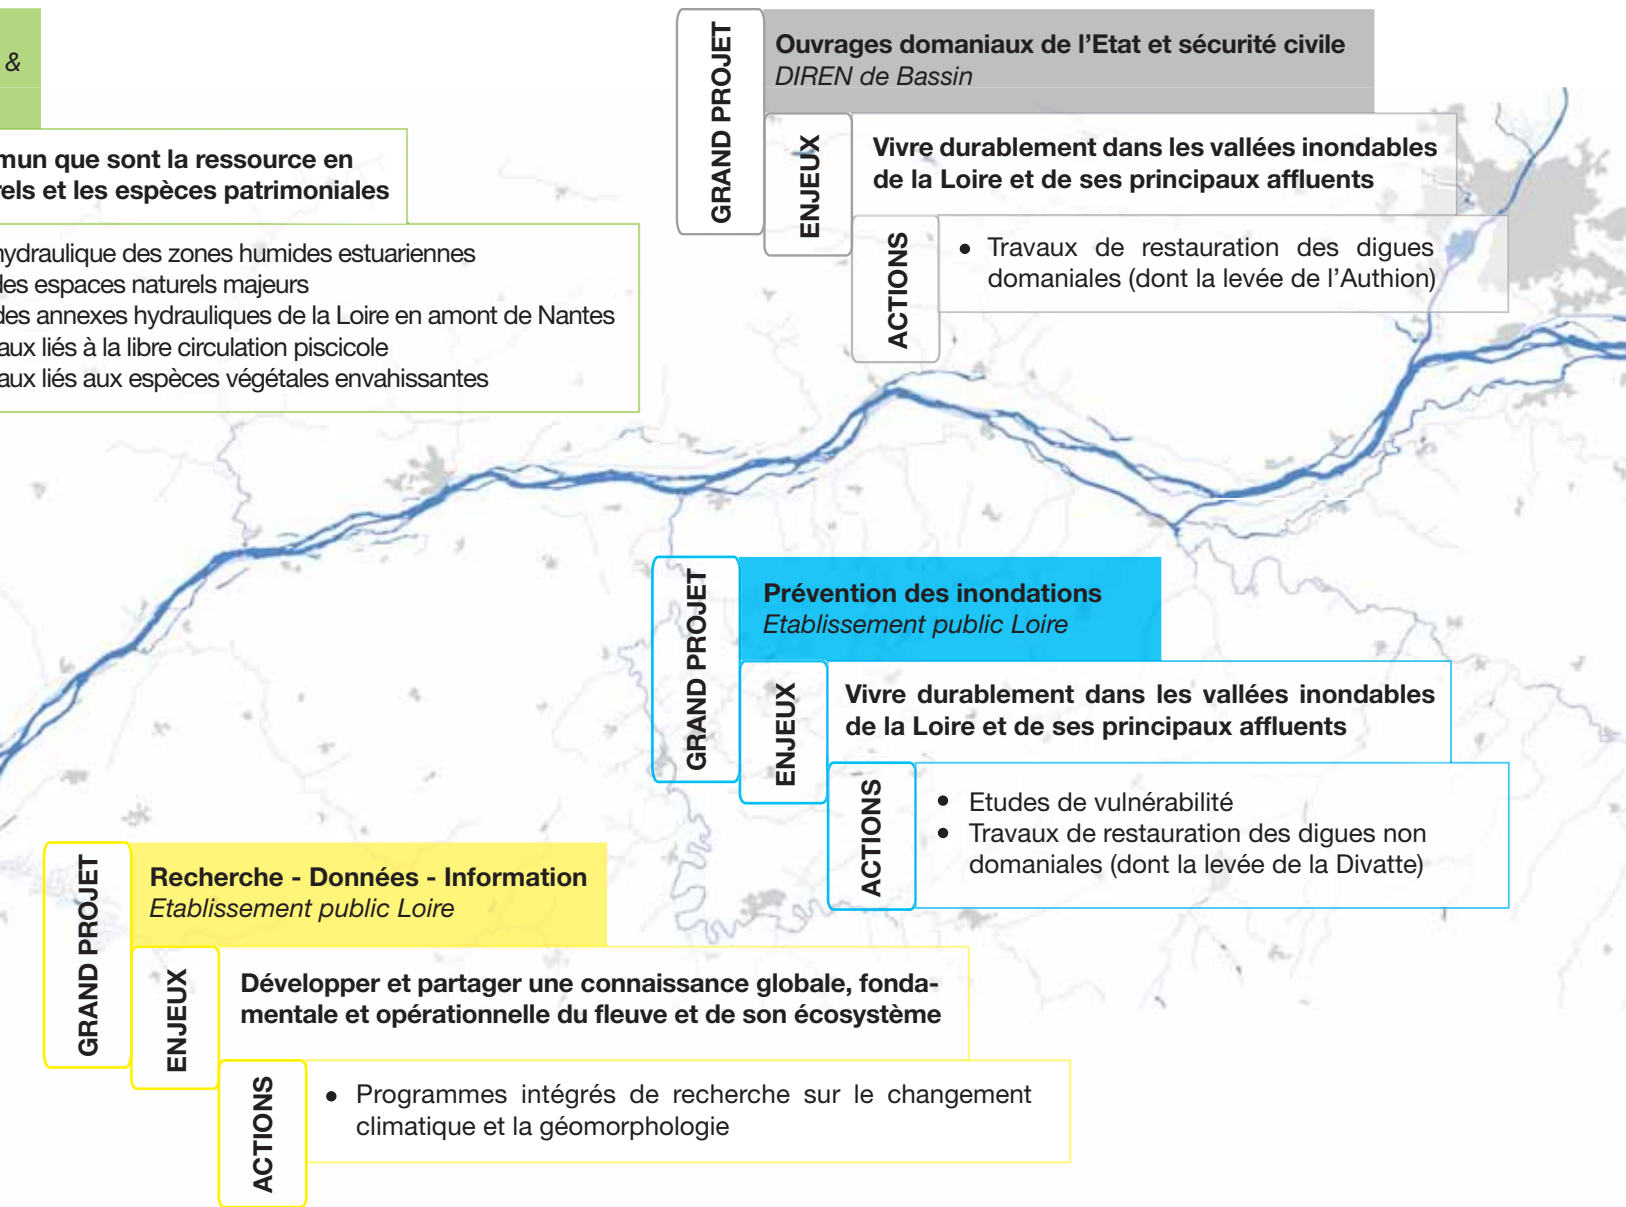 &
mun que sont la ressource en
rels et les espèces patrimoniales
hydraulique des zones humides estuariennes
des espaces naturels majeurs
des annexes hydrauliques de la Loire en amont de Nantes
aux liés à la libre circulation piscicole
aux liés aux espèces végétales envahissantes
GRAND PROJET
Ouvrages domaniaux de l'Etat et sécurité civile
DIREN de Bassin
ENJEUX
Vivre durablement dans les vallées inondables
de la Loire et de ses principaux affluents
ACTIONS
• Travaux de restauration des digues
domaniales (dont la levée de l'Authion)
GRAND PROJET
Prévention des inondations
Etablissement public Loire
ENJEUX
Vivre durablement dans les vallées inondables
de la Loire et de ses principaux affluents
ACTIONS
• Etudes de vulnérabilité
• Travaux de restauration des digues non
domaniales (dont la levée de la Divatte)
GRAND PROJET
Recherche - Données - Information
Etablissement public Loire
ENJEUX
Développer et partager une connaissance globale, fonda-
mentale et opérationnelle du fleuve et de son écosystème
ACTIONS
• Programmes intégrés de recherche sur le changement
climatique et la géomorphologie